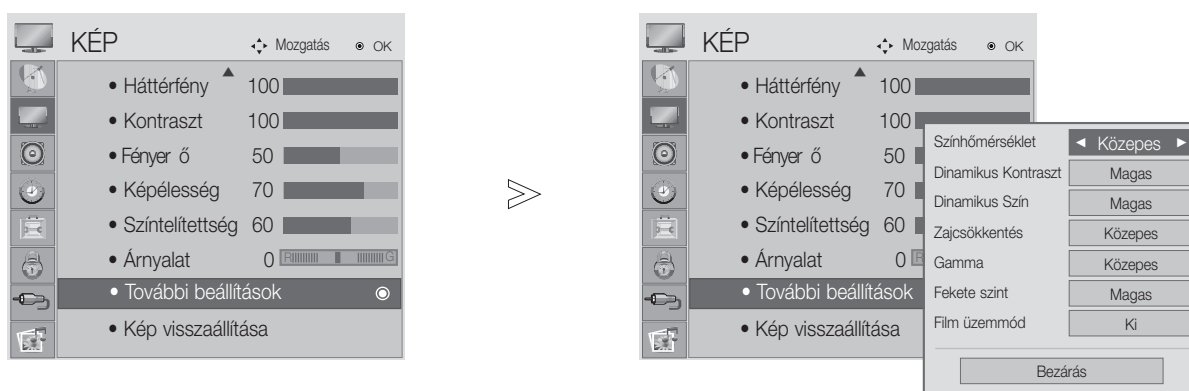 KÉP
Mozgatás
OK
• Háttérfény 100
• Kontraszt 100
• Fényer ő 50
• Képélesség 70
• Színtelítettség 60
• Árnyalat 0 R G
• További beállítások
• Kép visszaállítása
KÉP
Mozgatás
OK
• Háttérfény 100
• Kontraszt 100
• Fényer ő 50
• Képélesség 70
• Színtelítettség 60
• Árnyalat 0
• További beállítások
• Kép visszaállítása
Színhőmérséklet ◄ Közepes ►
Dinamikus Kontraszt Magas
Dinamikus Szín Magas
Zajcsökkentés Közepes
Gamma Közepes
Fekete szint Magas
Film üzemmód Ki
Bezárás